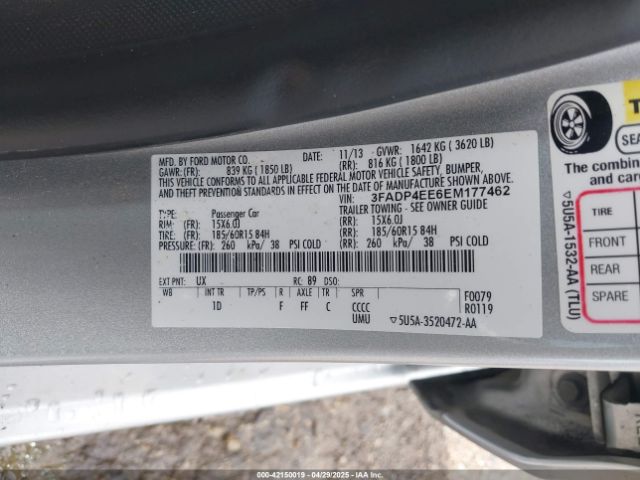 MFD. BY FORD MOTOR CO.
DATE: 11/13 GVWR: 1642 KG ( 3620 LB)
GAWR: (FR): 839 KG ( 1850 LB) (RR): 816 KG ( 1800 LB)
THIS VEHICLE CONFORMS TO ALL APPLICABLE FEDERAL MOTOR VEHICLE SAFETY, BUMPER,
AND THEFT PREVENTION STANDARDS IN EFFECT ON THE DATE OF MANUFACTURE SHOWN ABOVE.
VIN: 3FADP4EE6EM177462
TYPE: Passenger Car TRAILER TOWING - SEE OWNER GUIDE
RIM: (FR): 15X6.0J (RR): 15X6.0J
TIRE: (FR): 185/60R15 84H (RR): 185/60R15 84H
PRESSURE: (FR): 260 kPa/ 38 PSI COLD (RR): 260 kPa/ 38 PSI COLD
EXT PNT: UX RC: 89 DSO:
WB INT TR TP/PS R AXLE TR SPR F0079
1D F FF C CCCC R0119
UMU ▽5U5A-3520472-AA
SEA
The combin
and car
TIRE
FRONT
REAR
SPARE
▽5U5A-1532-AA (TLU)
000-42150019 04/29/2025 IAAI.COM